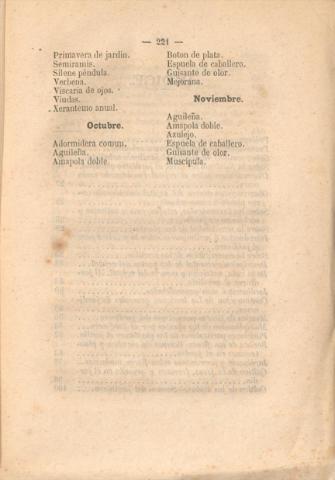 — 221 —
Primavera de jardin.
Semíramis.
Silene péndula.
Verbena.
Viscaria de ojos.
Viudas.
Xerantemo anual.
Octubre.
Adormidera comun.
Aguileña.
Amapola doble.
Boton de plata.
Espuela de caballero.
Guisante de olor.
Mejorana.
Noviembre.
Aguileña.
Amapola doble.
Azulejo.
Espuela de caballero.
Guisante de olor.
Muscipula.